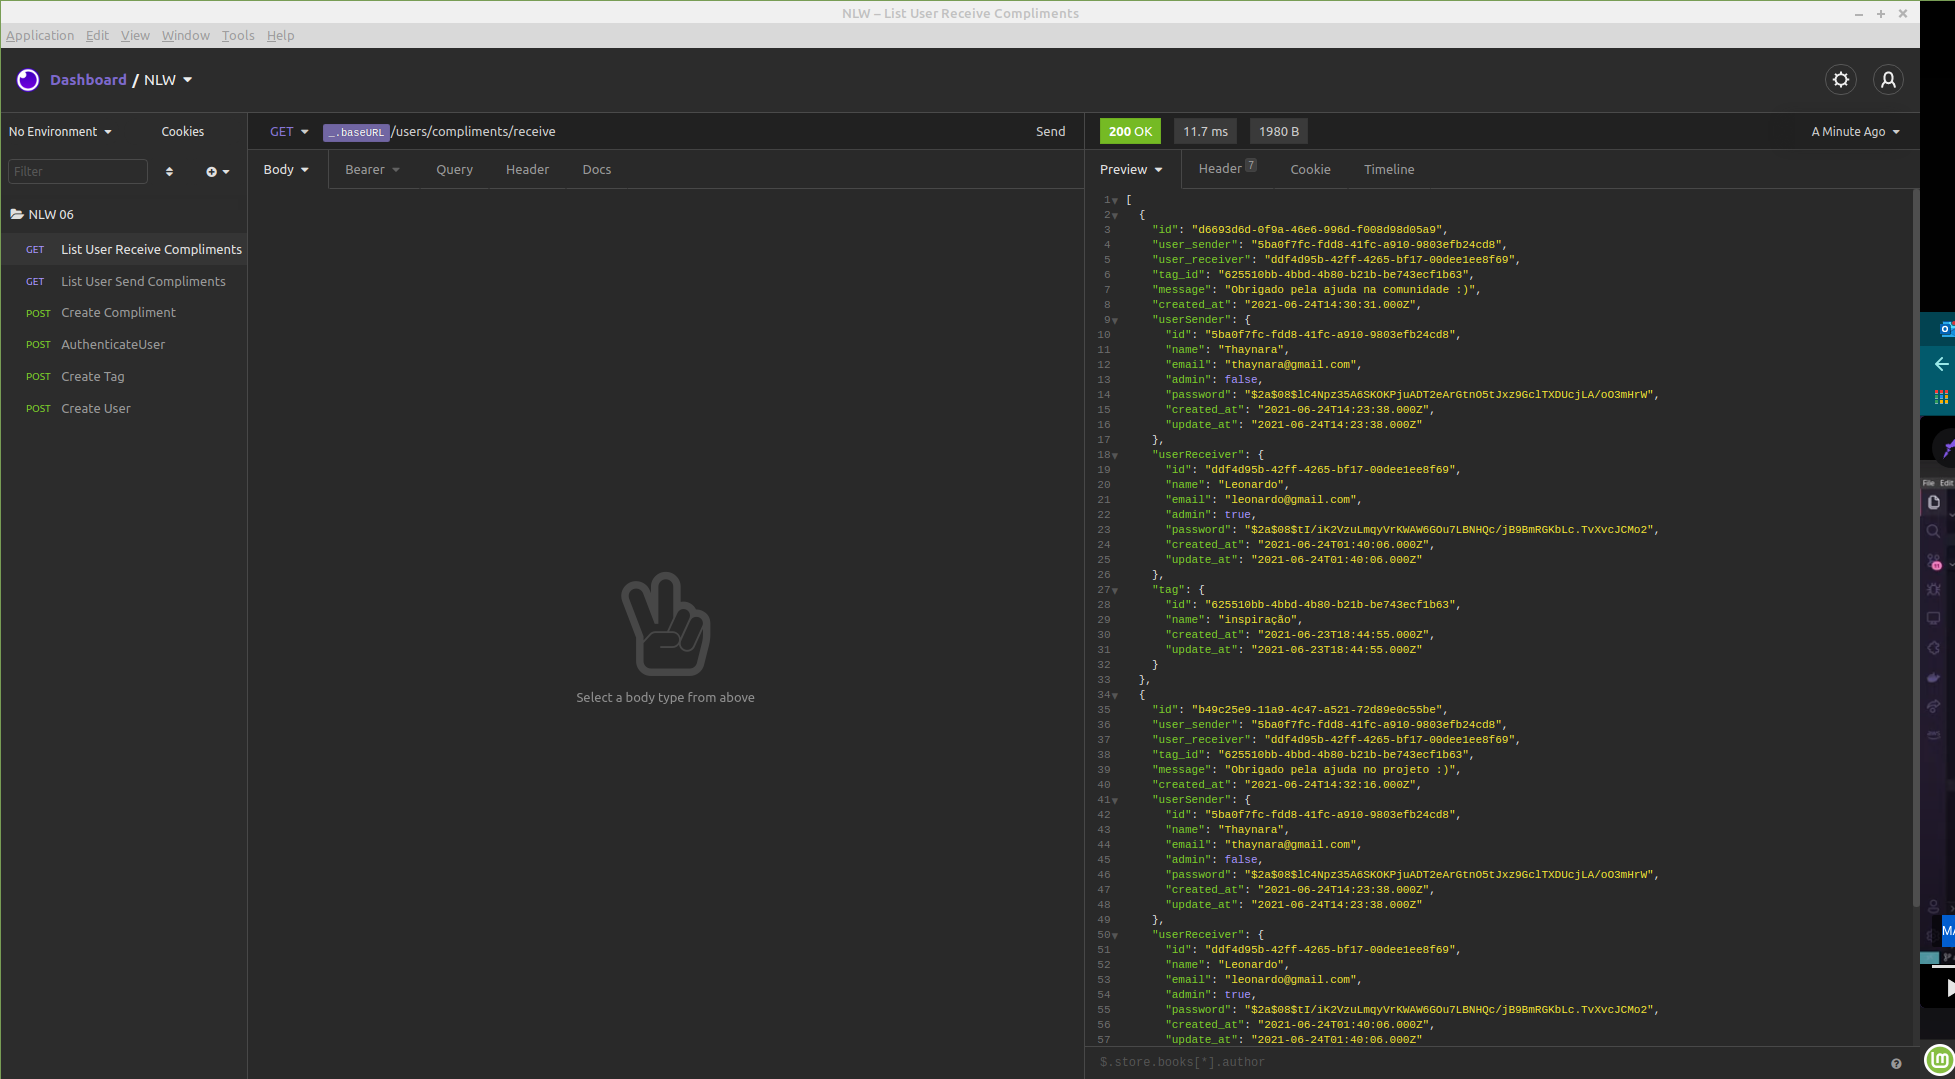 NLW – List User Receive Compliments
Application Edit View Window Tools Help
Dashboard / NLW
No Environment Cookies
Filter
NLW 06
GET List User Receive Compliments
GET List User Send Compliments
POST Create Compliment
POST AuthenticateUser
POST Create Tag
POST Create User
GET _.baseURL /users/compliments/receive Send
Body Bearer Query Header Docs
Select a body type from above
200 OK 11.7 ms 1980 B A Minute Ago
Preview Header 7 Cookie Timeline
1 [
2 {
3 "id": "d6693d6d-0f9a-46e6-996d-f008d98d05a9",
4 "user_sender": "5ba0f7fc-fdd8-41fc-a910-9803efb24cd8",
5 "user_receiver": "ddf4d95b-42ff-4265-bf17-00dee1ee8f69",
6 "tag_id": "625510bb-4bbd-4b80-b21b-be743ecf1b63",
7 "message": "Obrigado pela ajuda na comunidade :)",
8 "created_at": "2021-06-24T14:30:31.000Z",
9 "userSender": {
10 "id": "5ba0f7fc-fdd8-41fc-a910-9803efb24cd8",
11 "name": "Thaynara",
12 "email": "thaynara@gmail.com",
13 "admin": false,
14 "password": "$2a$08$lC4Npz35A6SKOKPjuADT2eArGtnO5tJxz9GclTXDUcjLA/oO3mHrW",
15 "created_at": "2021-06-24T14:23:38.000Z",
16 "update_at": "2021-06-24T14:23:38.000Z"
17 },
18 "userReceiver": {
19 "id": "ddf4d95b-42ff-4265-bf17-00dee1ee8f69",
20 "name": "Leonardo",
21 "email": "leonardo@gmail.com",
22 "admin": true,
23 "password": "$2a$08$tI/iK2VzuLmqyVrKWAW6GOu7LBNHQc/jB9BmRGKbLc.TvXvcJCMo2",
24 "created_at": "2021-06-24T01:40:06.000Z",
25 "update_at": "2021-06-24T01:40:06.000Z"
26 },
27 "tag": {
28 "id": "625510bb-4bbd-4b80-b21b-be743ecf1b63",
29 "name": "inspiração",
30 "created_at": "2021-06-23T18:44:55.000Z",
31 "update_at": "2021-06-23T18:44:55.000Z"
32 }
33 },
34 {
35 "id": "b49c25e9-11a9-4c47-a521-72d89e0c55be",
36 "user_sender": "5ba0f7fc-fdd8-41fc-a910-9803efb24cd8",
37 "user_receiver": "ddf4d95b-42ff-4265-bf17-00dee1ee8f69",
38 "tag_id": "625510bb-4bbd-4b80-b21b-be743ecf1b63",
39 "message": "Obrigado pela ajuda no projeto :)",
40 "created_at": "2021-06-24T14:32:16.000Z",
41 "userSender": {
42 "id": "5ba0f7fc-fdd8-41fc-a910-9803efb24cd8",
43 "name": "Thaynara",
44 "email": "thaynara@gmail.com",
45 "admin": false,
46 "password": "$2a$08$lC4Npz35A6SKOKPjuADT2eArGtnO5tJxz9GclTXDUcjLA/oO3mHrW",
47 "created_at": "2021-06-24T14:23:38.000Z",
48 "update_at": "2021-06-24T14:23:38.000Z"
49 },
50 "userReceiver": {
51 "id": "ddf4d95b-42ff-4265-bf17-00dee1ee8f69",
52 "name": "Leonardo",
53 "email": "leonardo@gmail.com",
54 "admin": true,
55 "password": "$2a$08$tI/iK2VzuLmqyVrKWAW6GOu7LBNHQc/jB9BmRGKbLc.TvXvcJCMo2",
56 "created_at": "2021-06-24T01:40:06.000Z",
57 "update_at": "2021-06-24T01:40:06.000Z"
$.store.books[*].author
File Edit